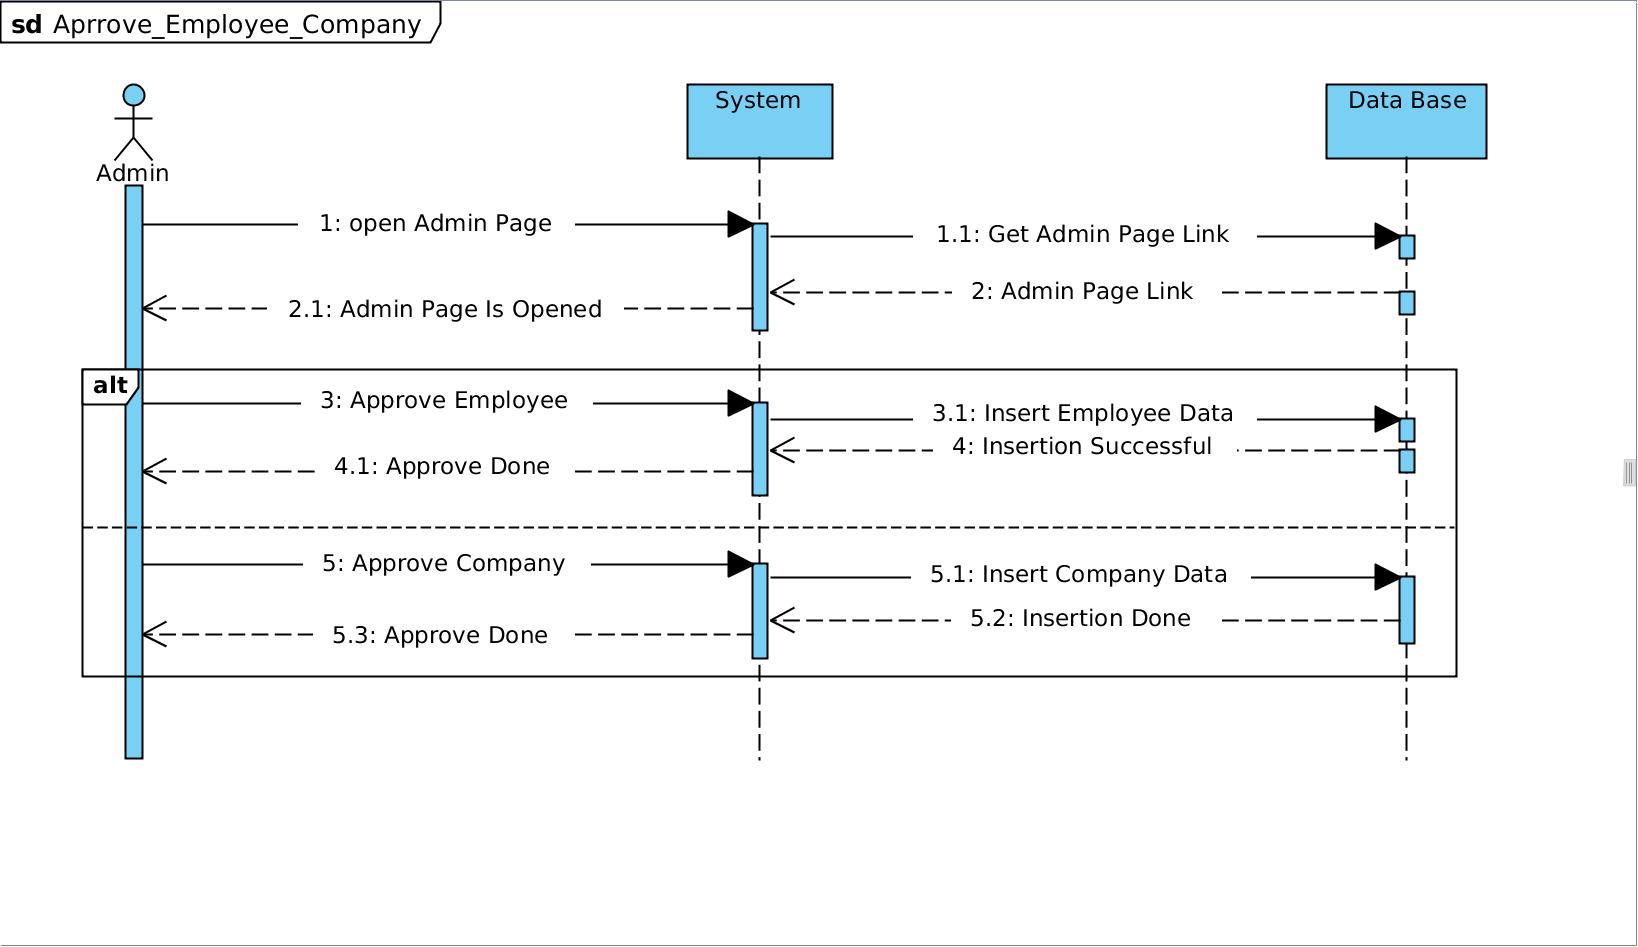 sd Aprrove_Employee_Company
Admin
System
Data Base
1: open Admin Page
1.1: Get Admin Page Link
2: Admin Page Link
2.1: Admin Page Is Opened
alt
3: Approve Employee
3.1: Insert Employee Data
4: Insertion Successful
4.1: Approve Done
5: Approve Company
5.1: Insert Company Data
5.2: Insertion Done
5.3: Approve Done